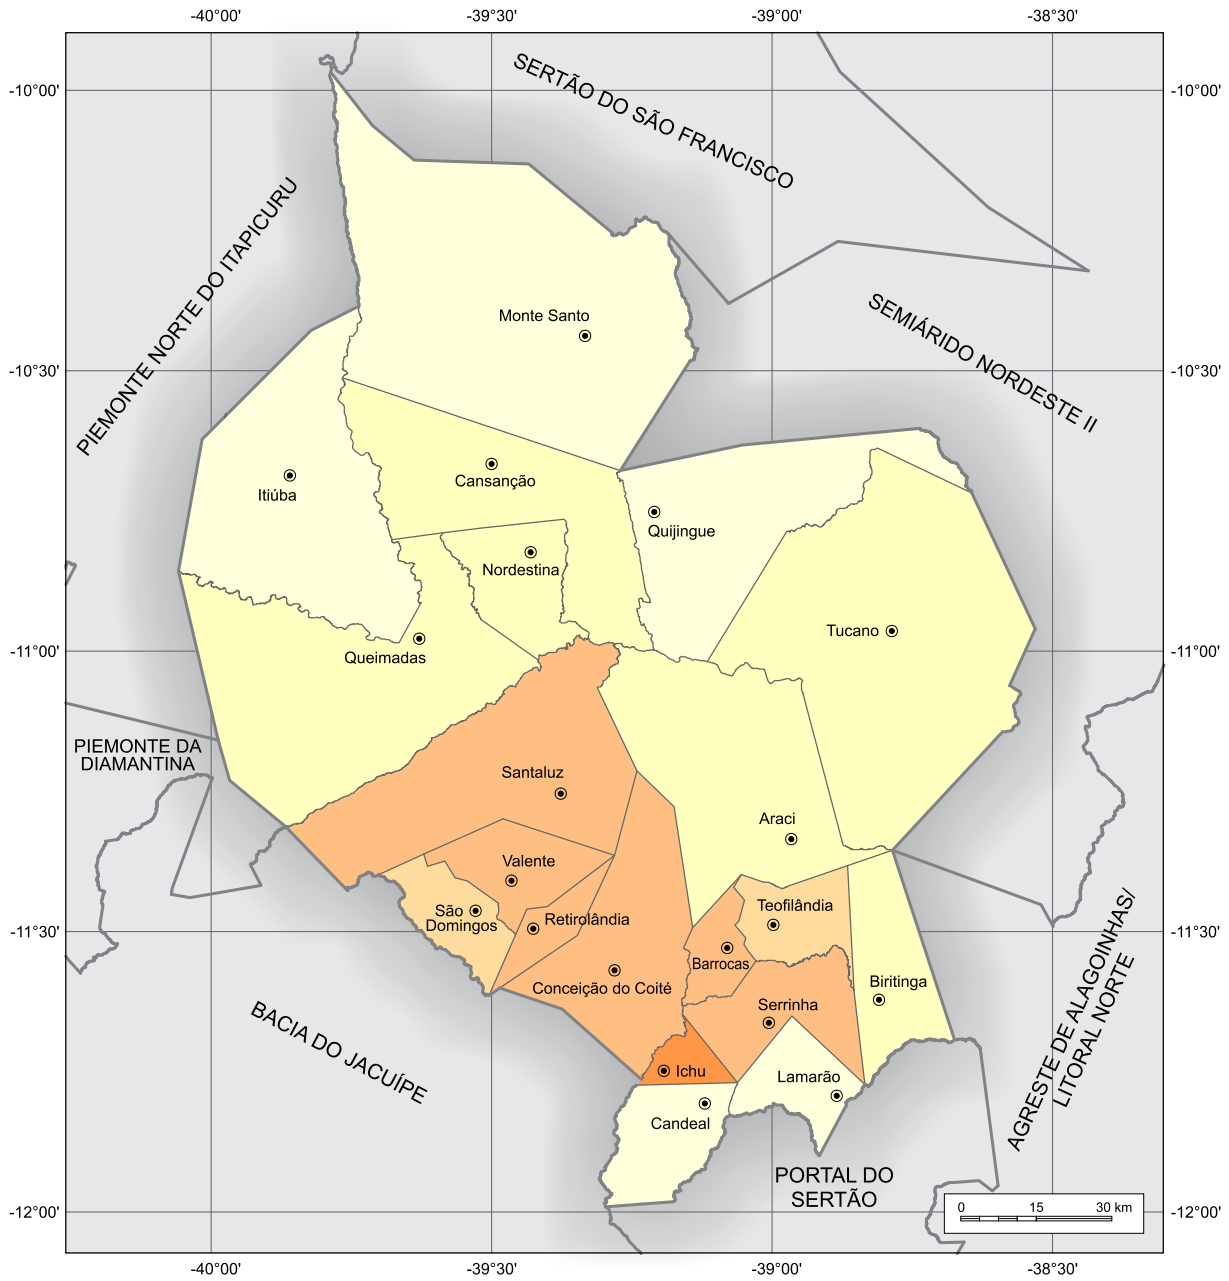 -40°00'
-39°30'
-39°00'
-38°30'
-10°00'
-10°00'
SERTÃO DO SÃO FRANCISCO
PIEMONTE NORTE DO ITAPICURU
SEMIÁRIDO NORDESTE II
Monte Santo
-10°30'
-10°30'
Cansanção
Itiúba
Quijingue
Nordestina
Tucano
-11°00'
-11°00'
Queimadas
PIEMONTE DA
DIAMANTINA
Santaluz
Araci
Valente
São
Domingos
Retirolândia
Teofilândia
-11°30'
-11°30'
Barrocas
Conceição do Coité
Biritinga
Serrinha
BACIA DO JACUÍPE
AGRESTE DE ALAGOINHAS/
LITORAL NORTE
Ichu
Lamarão
Candeal
PORTAL DO
SERTÃO
0 15 30 km
-12°00'
-12°00'
-40°00'
-39°30'
-39°00'
-38°30'